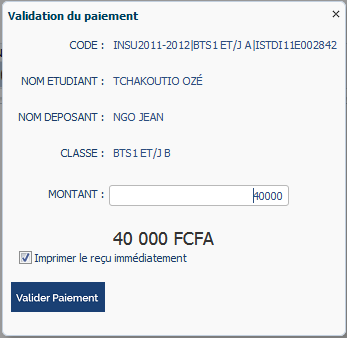 Validation du paiement
CODE : INSU2011-2012|BTS1 ET/J A|ISTDI11E002842
NOM ETUDIANT : TCHAKOUTIO OZÉ
NOM DEPOSANT : NGO JEAN
CLASSE : BTS1 ET/J B
MONTANT : 40000
40 000 FCFA
Imprimer le reçu immédiatement
Valider Paiement